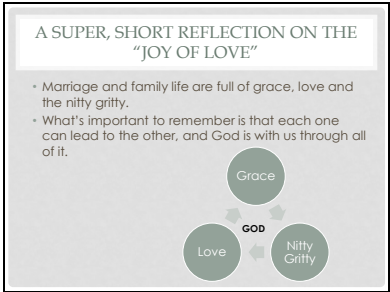 A SUPER, SHORT REFLECTION ON THE
“JOY OF LOVE”
• Marriage and family life are full of grace, love and
the nitty gritty.
• What’s important to remember is that each one
can lead to the other, and God is with us through all
of it.
Grace
GOD
Love
Nitty
Gritty